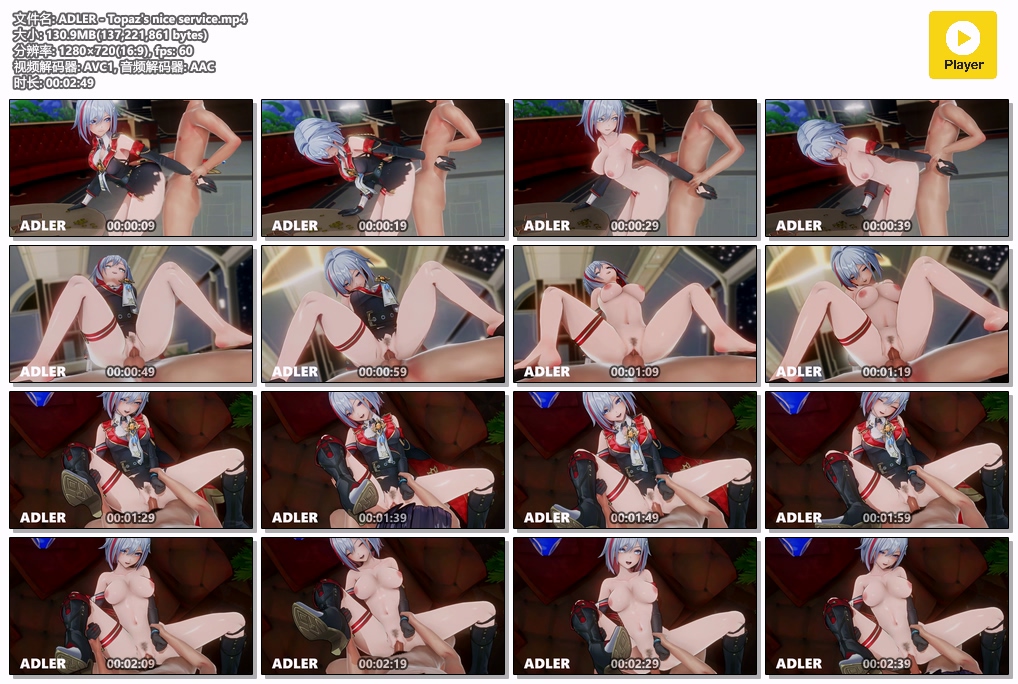 文件名: ADLER - Topaz's nice service.mp4
大小: 130.9MB(137,221,861 bytes)
分辨率: 1280×720(16:9), fps: 60
视频解码器: AVC1, 音频解码器: AAC
时长: 00:02:49
Player
ADLER 00:00:09
ADLER 00:00:19
ADLER 00:00:29
ADLER 00:00:39
ADLER 00:00:49
ADLER 00:00:59
ADLER 00:01:09
ADLER 00:01:19
ADLER 00:01:29
ADLER 00:01:39
ADLER 00:01:49
ADLER 00:01:59
ADLER 00:02:09
ADLER 00:02:19
ADLER 00:02:29
ADLER 00:02:39